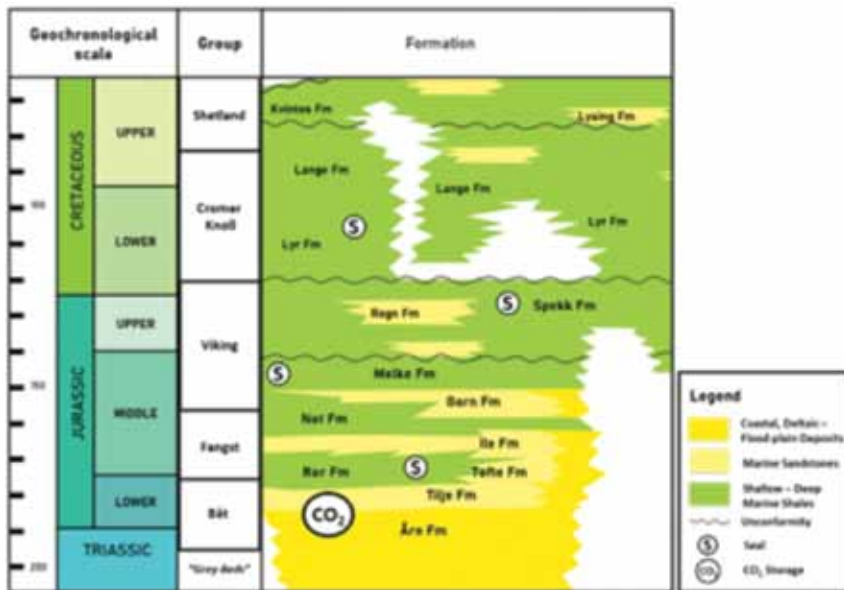 Geochronological
scale
Group
Formation
CRETACEOUS
UPPER
LOWER
JURASSIC
UPPER
MIDDLE
LOWER
TRIASSIC
100
150
200
Shetland
Cromer
Knoll
Viking
Fangst
Båt
"Grey beds"
Kvitnos Fm
Lysing Fm
Lange Fm
Lange Fm
S
Lyr Fm
Lyr Fm
S
Spekk Fm
Rogn Fm
S
Melke Fm
Garn Fm
Not Fm
Ile Fm
Ror Fm
S
Tofte Fm
Tilje Fm
CO₂
Åre Fm
Legend
Coastal, Deltaic –
Flood-plain Deposits
Marine Sandstones
Shallow – Deep
Marine Shales
Unconformity
S
Seal
CO₂
CO₂ Storage